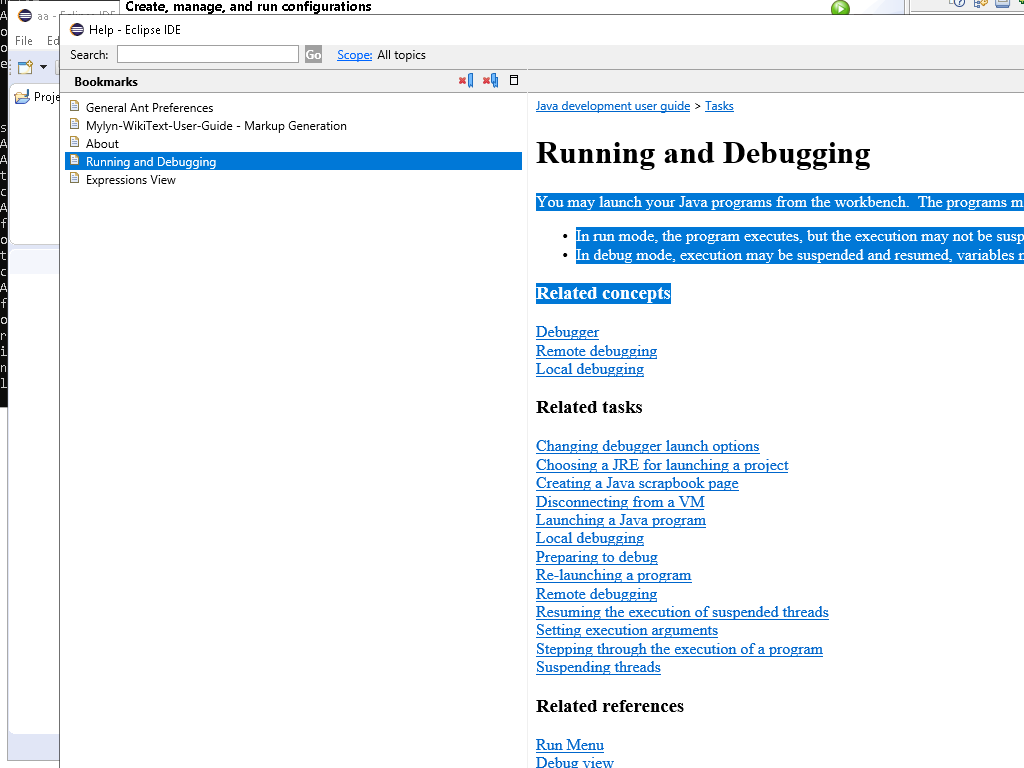 Create, manage, and run configurations
aa - Eclipse IDE
File Ed
Proje
Help - Eclipse IDE
Search:
Go
Scope: All topics
Bookmarks
General Ant Preferences
Mylyn-WikiText-User-Guide - Markup Generation
About
Running and Debugging
Expressions View
Java development user guide > Tasks
Running and Debugging
You may launch your Java programs from the workbench. The programs m
• In run mode, the program executes, but the execution may not be susp
• In debug mode, execution may be suspended and resumed, variables
Related concepts
Debugger
Remote debugging
Local debugging
Related tasks
Changing debugger launch options
Choosing a JRE for launching a project
Creating a Java scrapbook page
Disconnecting from a VM
Launching a Java program
Local debugging
Preparing to debug
Re-launching a program
Remote debugging
Resuming the execution of suspended threads
Setting execution arguments
Stepping through the execution of a program
Suspending threads
Related references
Run Menu
Debug view